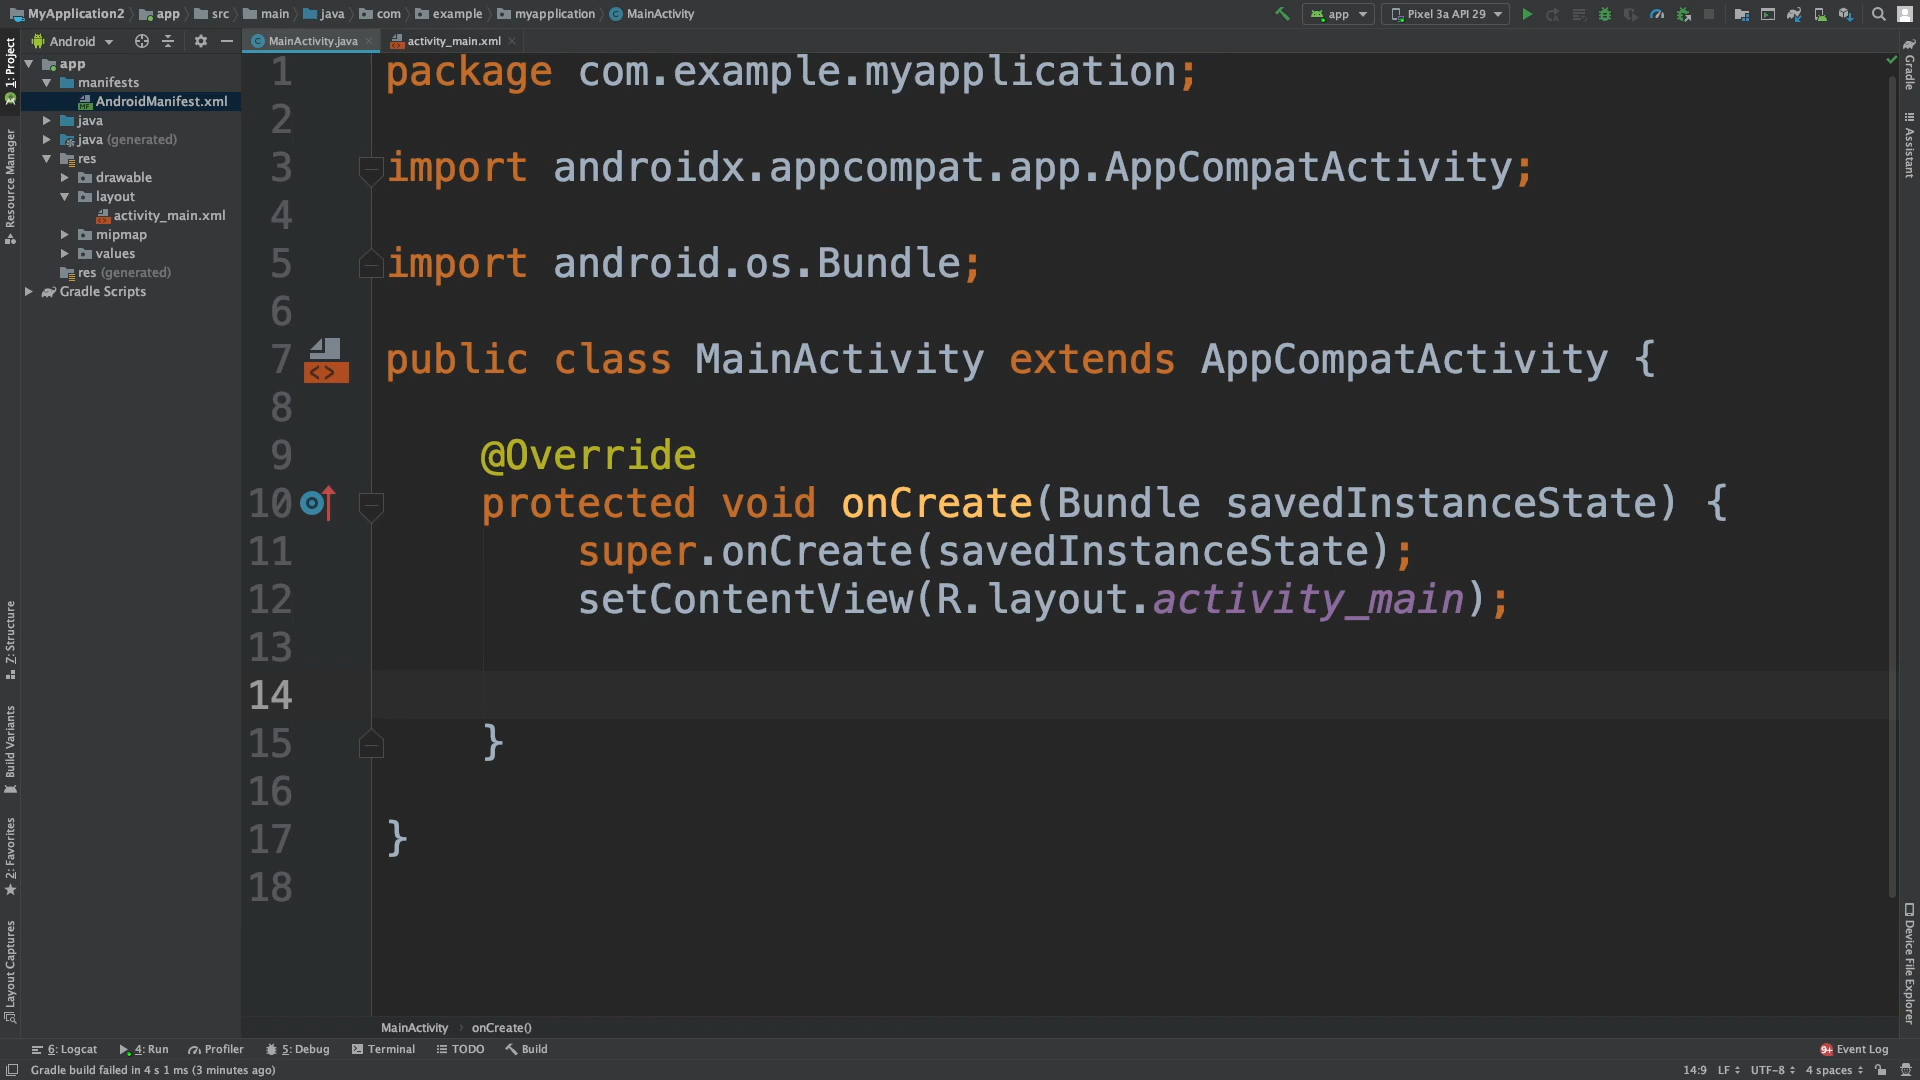 MyApplication2 app src main java com example myapplication MainActivity app Pixel 3a API 29
Android MainActivity.java activity_main.xml
1: Project
Resource Manager
Z: Structure
Build Variants
2: Favorites
Layout Captures
app
manifests
AndroidManifest.xml
java
java (generated)
res
drawable
layout
activity_main.xml
mipmap
values
res (generated)
Gradle Scripts
1 package com.example.myapplication;
2
3 import androidx.appcompat.app.AppCompatActivity;
4
5 import android.os.Bundle;
6
7 public class MainActivity extends AppCompatActivity {
8
9 @Override
10 protected void onCreate(Bundle savedInstanceState) {
11 super.onCreate(savedInstanceState);
12 setContentView(R.layout.activity_main);
13
14
15 }
16
17 }
18
Gradle
Assistant
Device File Explorer
MainActivity onCreate()
6: Logcat 4: Run Profiler 5: Debug Terminal TODO Build 9+ Event Log
Gradle build failed in 4 s 1 ms (3 minutes ago) 14:9 LF UTF-8 4 spaces